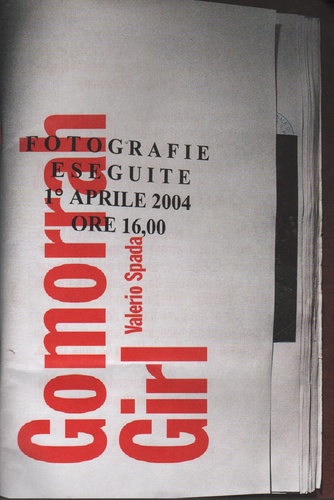 FOTOGRAFIE
ESEGUITE
1° APRILE 2004
ORE 16,00
Gomorrah
Girl
Valerio Spada